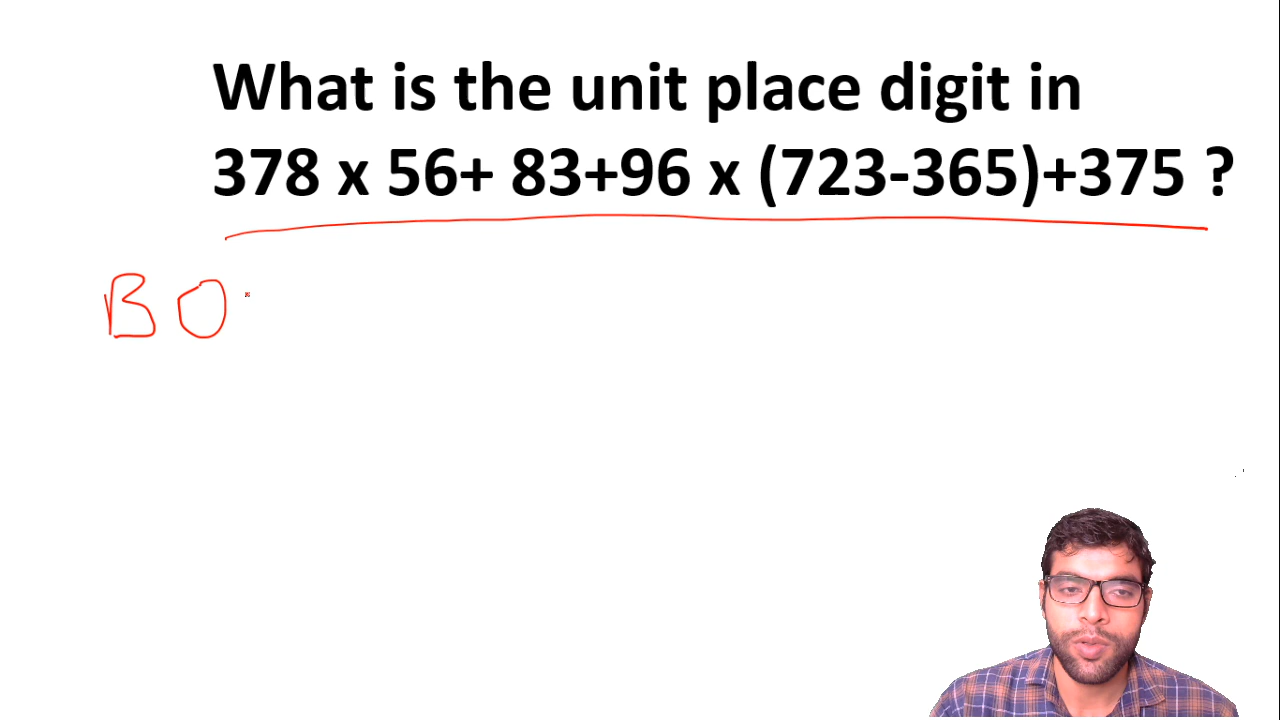 What is the unit place digit in
378 x 56+ 83+96 x (723-365)+375 ?
BO